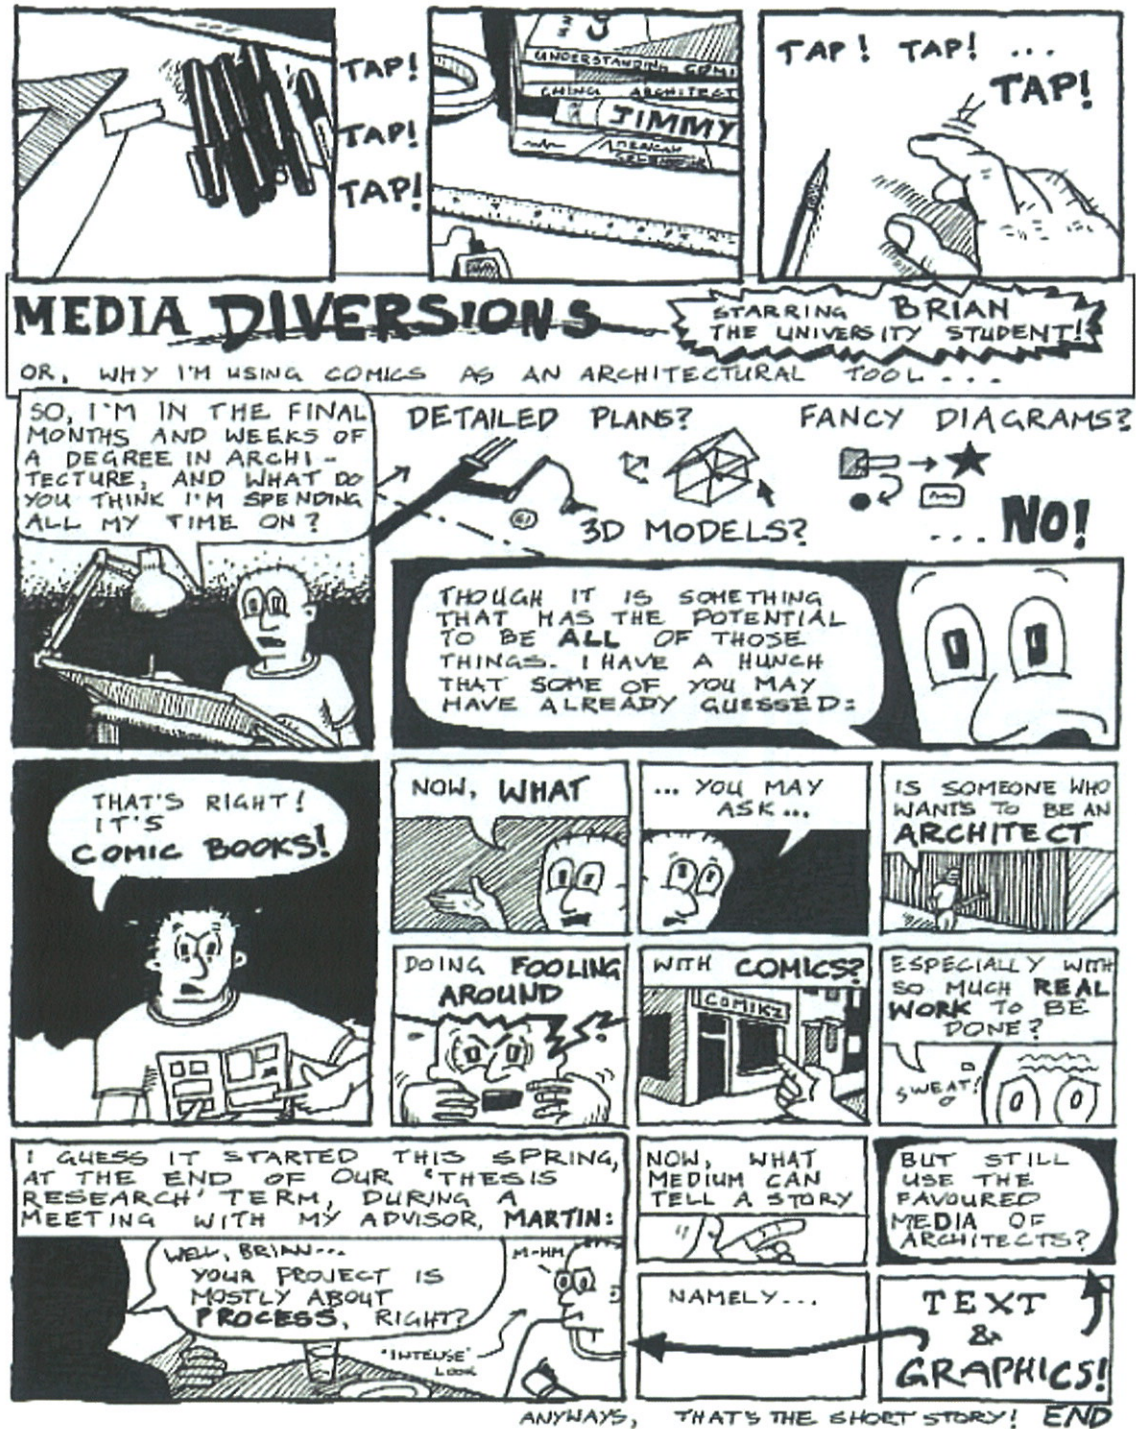 TAP!
TAP!
TAP!
UNDERSTANDING COMI
CHING ARCHITECT
JIMMY
TAP! TAP! ...
TAP!
MEDIA DIVERSIONS
STARRING BRIAN
THE UNIVERSITY STUDENT!
OR, WHY I'M USING COMICS AS AN ARCHITECTURAL TOOL...
SO, I'M IN THE FINAL
MONTHS AND WEEKS OF
A DEGREE IN ARCHI-
TECTURE, AND WHAT DO
YOU THINK I'M SPENDING
ALL MY TIME ON?
DETAILED PLANS?
3D MODELS?
FANCY DIAGRAMS?
... NO!
THOUGH IT IS SOMETHING
THAT HAS THE POTENTIAL
TO BE ALL OF THOSE
THINGS. I HAVE A HUNCH
THAT SOME OF YOU MAY
HAVE ALREADY GUESSED:
THAT'S RIGHT!
IT'S
COMIC BOOKS!
NOW, WHAT
... YOU MAY
ASK...
IS SOMEONE WHO
WANTS TO BE AN
ARCHITECT
DOING FOOLING
AROUND
WITH COMICS?
COMIKZ
ESPECIALLY WITH
SO MUCH REAL
WORK TO BE
DONE?
SWEAT!
I GUESS IT STARTED THIS SPRING,
AT THE END OF OUR 'THESIS
RESEARCH' TERM, DURING A
MEETING WITH MY ADVISOR, MARTIN:
WELL, BRIAN...
YOUR PROJECT IS
MOSTLY ABOUT
PROCESS, RIGHT?
M-HM
'INTENSE'
LOOK
NOW, WHAT
MEDIUM CAN
TELL A STORY
BUT STILL
USE THE
FAVOURED
MEDIA OF
ARCHITECTS?
NAMELY...
TEXT
&
GRAPHICS!
ANYWAYS, THAT'S THE SHORT STORY! END